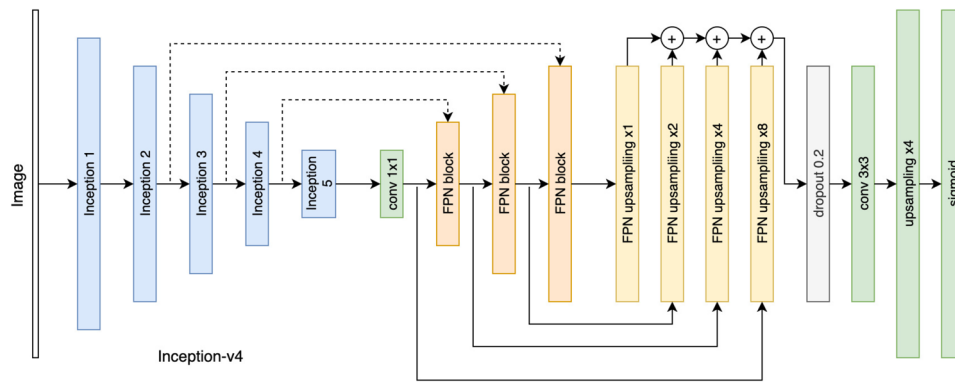 Image
Inception 1
Inception 2
Inception 3
Inception 4
Inception
5
conv 1x1
FPN block
FPN block
FPN block
FPN upsampling x1
FPN upsampling x2
FPN upsampling x4
FPN upsampling x8
+
+
+
dropout 0.2
conv 3x3
upsampling x4
sigmoid
Inception-v4